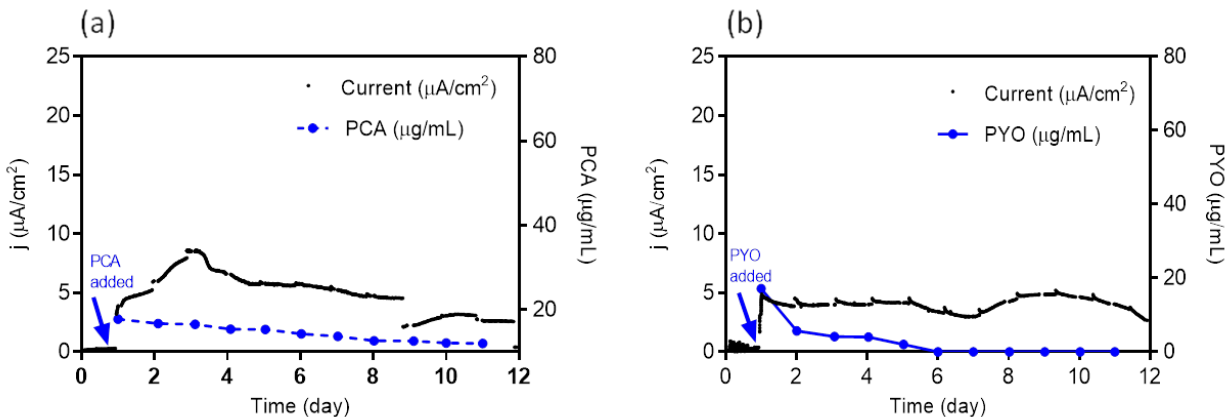 (a)
25
20
15
10
5
0
j (μA/cm²)
80
60
40
20
PCA (μg/mL)
Current (μA/cm²)
PCA (μg/mL)
PCA
added
0 2 4 6 8 10 12
Time (day)
(b)
25
20
15
10
5
0
j (μA/cm²)
80
60
40
20
0
PYO (μg/mL)
Current (μA/cm²)
PYO (μg/mL)
PYO
added
0 2 4 6 8 10 12
Time (day)